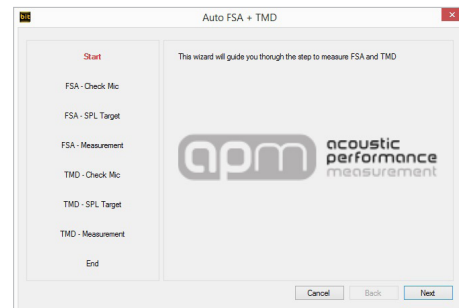 bit
Auto FSA + TMD
Start
FSA - Check Mic
FSA - SPL Target
FSA - Measurement
TMD - Check Mic
TMD - SPL Target
TMD - Measurement
End
This wizard will guide you thorugh the step to measure FSA and TMD
apm
acoustic
performance
measurement
Cancel
Back
Next